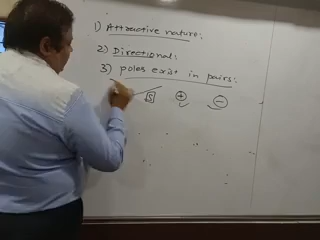 1) Attractive nature:
2) Directional:
3) poles exist in pairs:
S + −